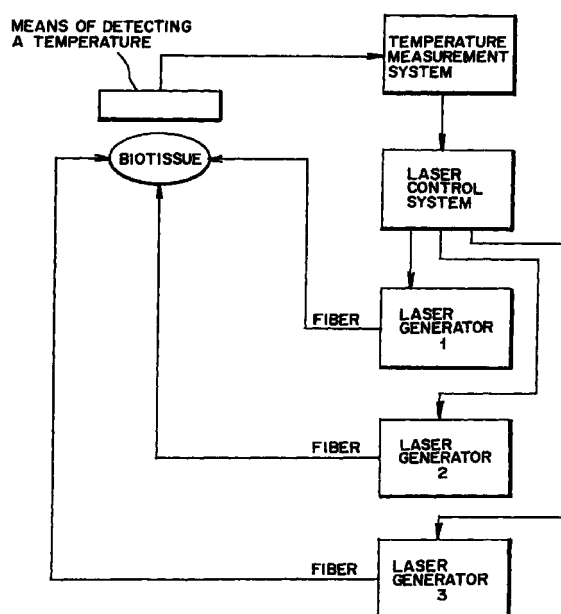 MEANS OF DETECTING
A TEMPERATURE
TEMPERATURE
MEASUREMENT
SYSTEM
BIOTISSUE
LASER
CONTROL
SYSTEM
FIBER
LASER
GENERATOR
1
FIBER
LASER
GENERATOR
2
FIBER
LASER
GENERATOR
3